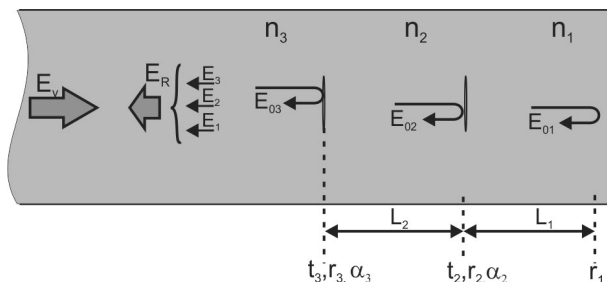 n₃ n₂ n₁
Eᵥ E_R E₃
E₂
E₁
E₀₃ E₀₂ E₀₁
L₂ L₁
t₃,r₃,α₃ t₂,r₂,α₂ r₁